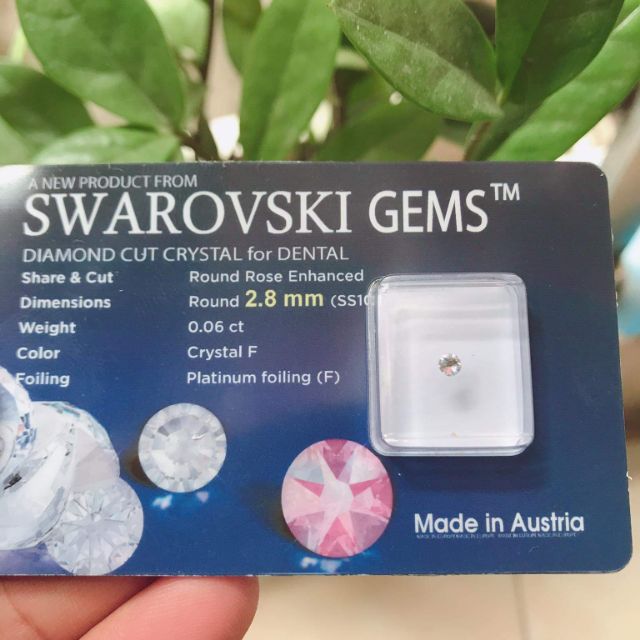 A NEW PRODUCT FROM
SWAROVSKI GEMS™
DIAMOND CUT CRYSTAL for DENTAL
Share & Cut Round Rose Enhanced
Dimensions Round 2.8 mm (SS10
Weight 0.06 ct
Color Crystal F
Foiling Platinum foiling (F)
Made in Austria